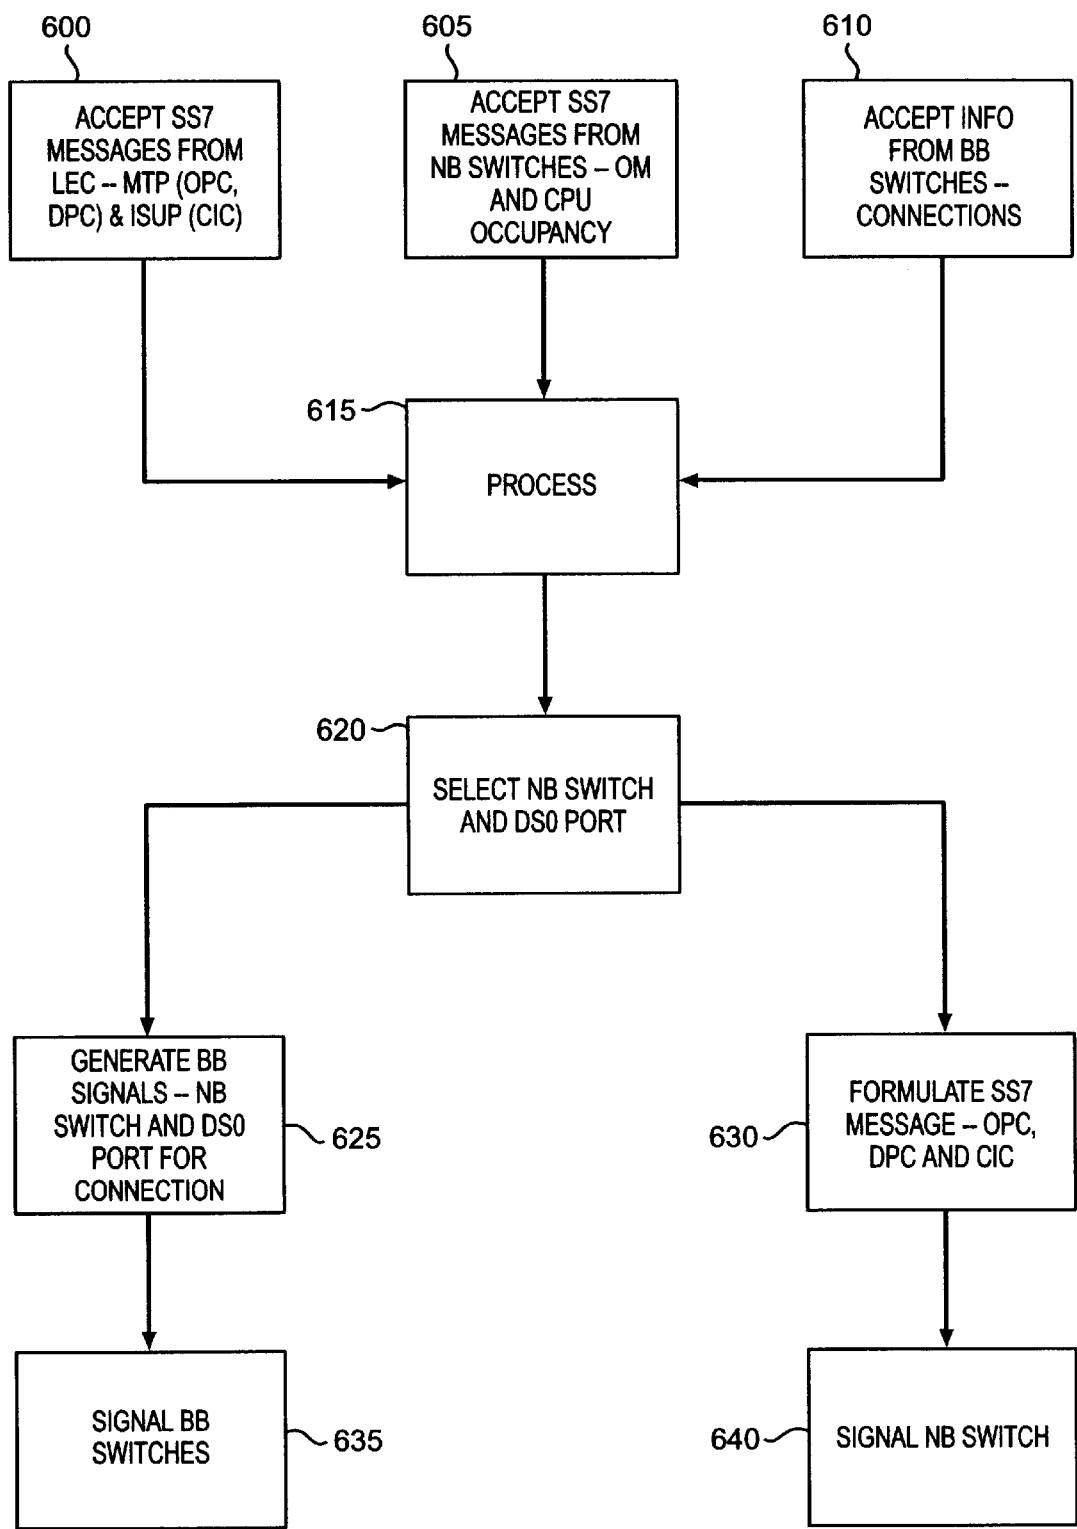 600
ACCEPT SS7
MESSAGES FROM
LEC -- MTP (OPC,
DPC) & ISUP (CIC)
605
ACCEPT SS7
MESSAGES FROM
NB SWITCHES -- OM
AND CPU
OCCUPANCY
610
ACCEPT INFO
FROM BB
SWITCHES --
CONNECTIONS
615
PROCESS
620
SELECT NB SWITCH
AND DS0 PORT
GENERATE BB
SIGNALS -- NB
SWITCH AND DS0
PORT FOR
CONNECTION
625
630
FORMULATE SS7
MESSAGE -- OPC,
DPC AND CIC
SIGNAL BB
SWITCHES
635
640
SIGNAL NB SWITCH